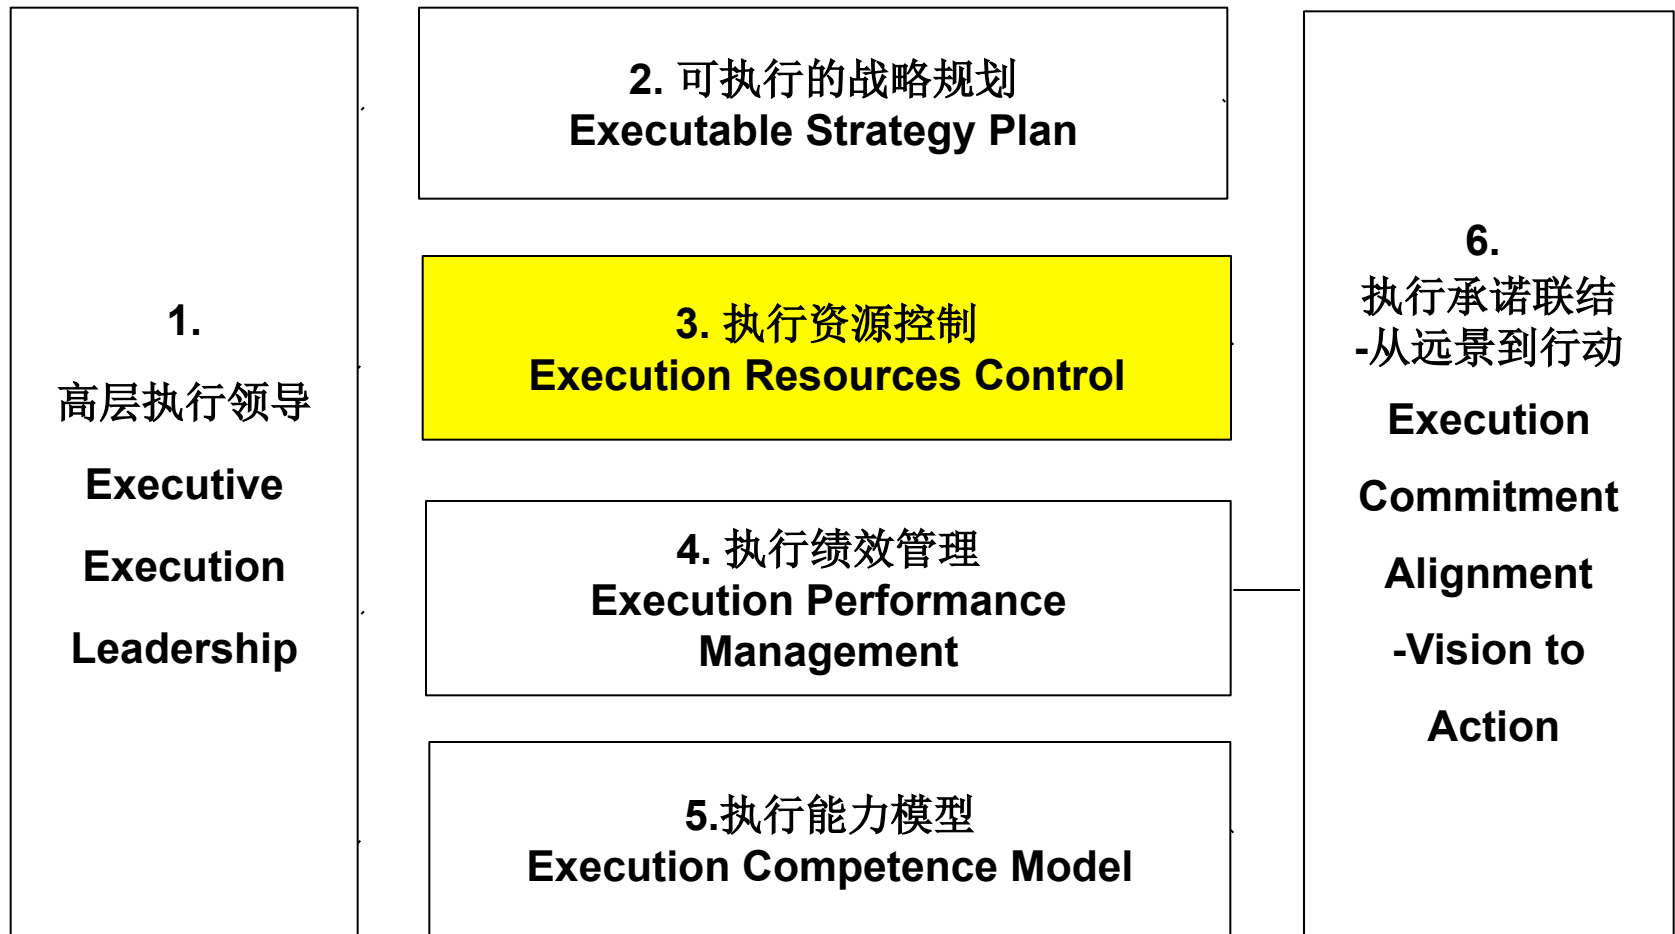 1.
高层执行领导
Executive
Execution
Leadership
2. 可执行的战略规划
Executable Strategy Plan
3. 执行资源控制
Execution Resources Control
4. 执行绩效管理
Execution Performance
Management
5.执行能力模型
Execution Competence Model
6.
执行承诺联结
-从远景到行动
Execution
Commitment
Alignment
-Vision to
Action